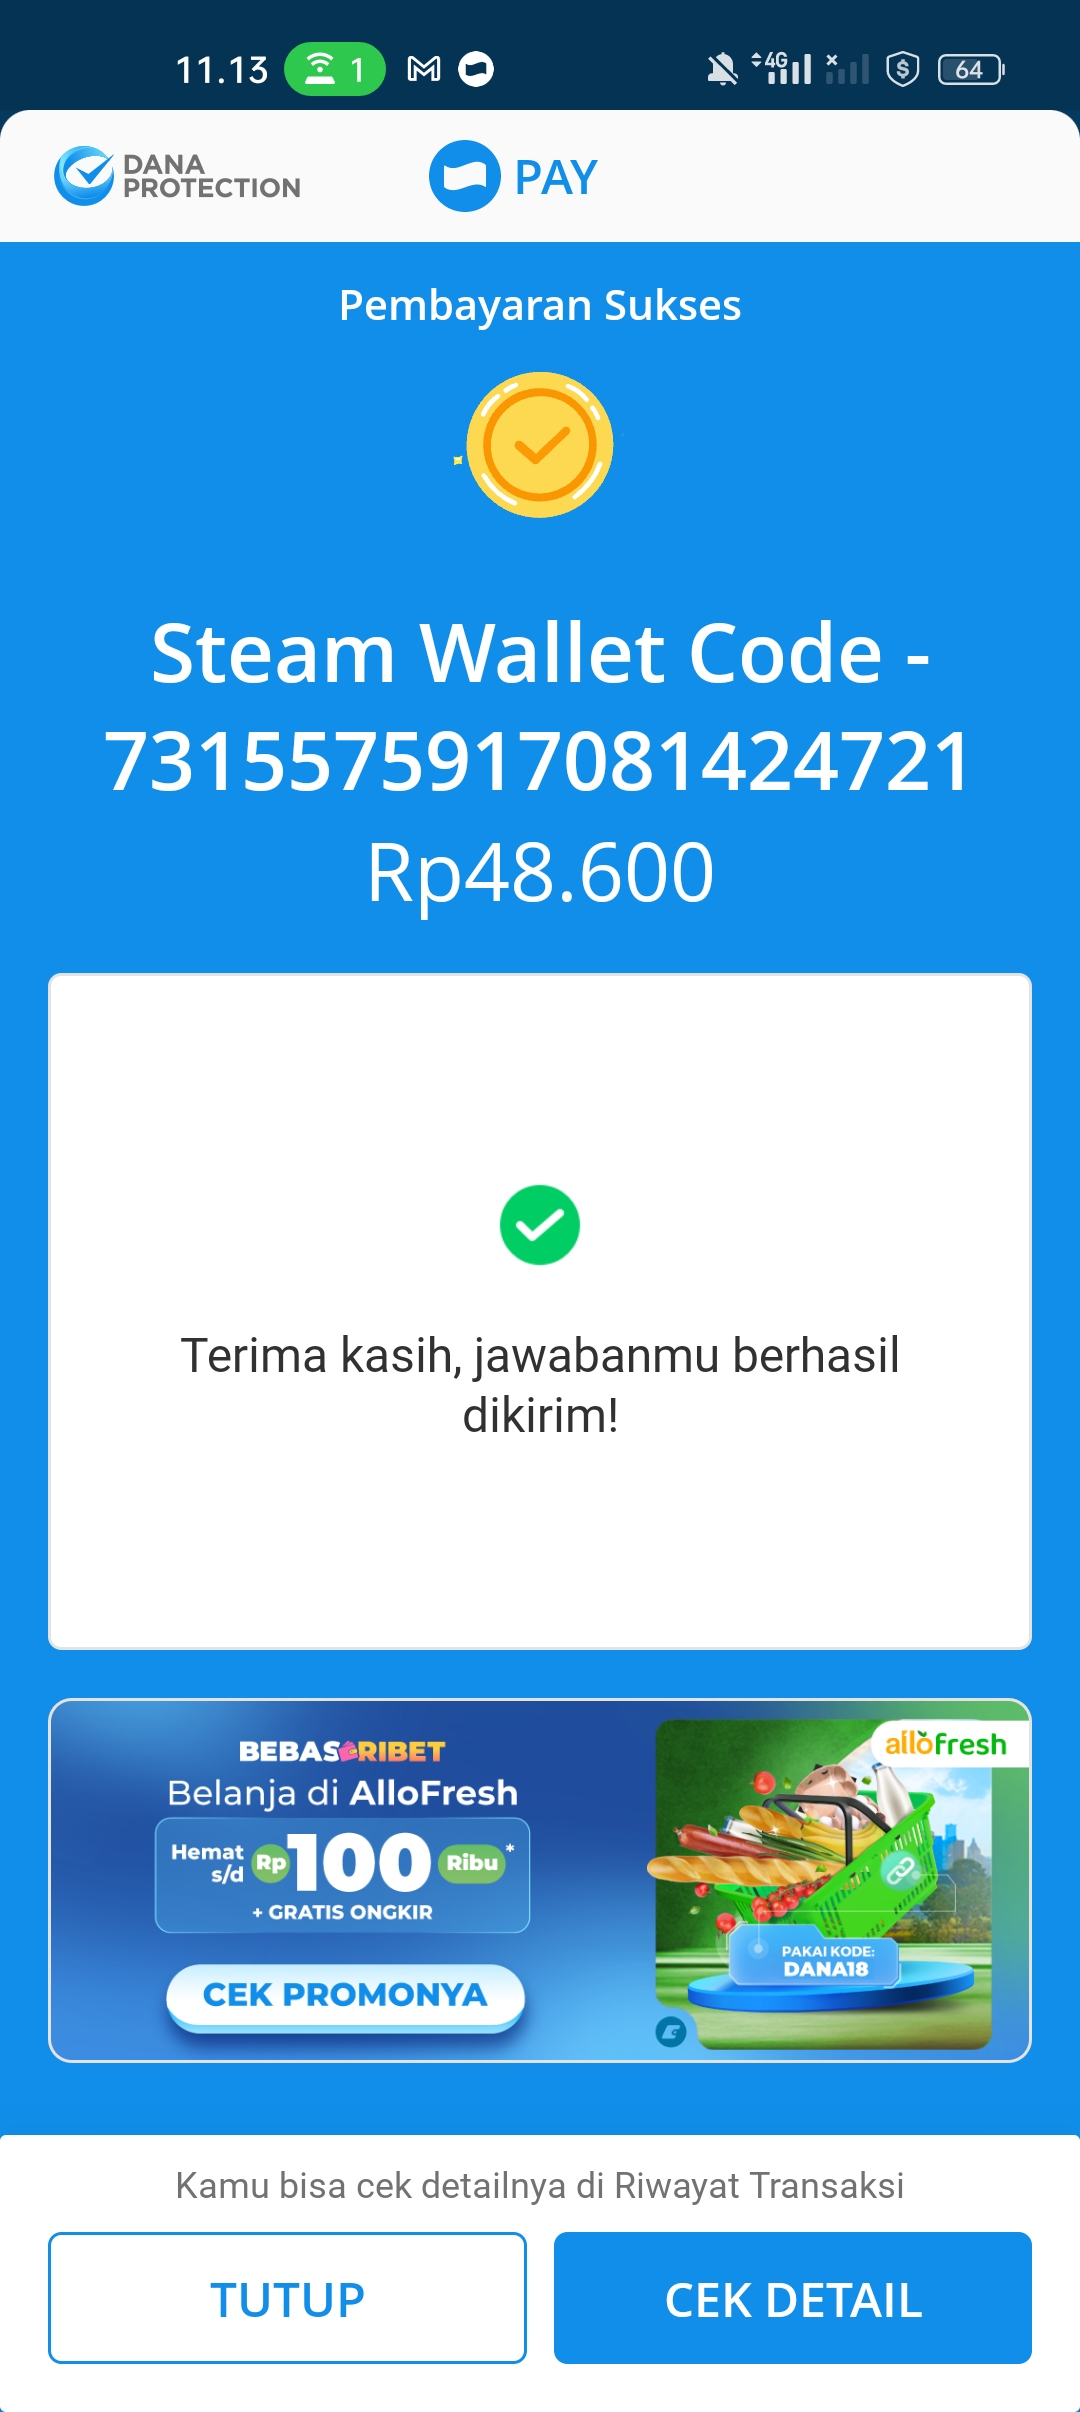 11.13
1
4G
64
DANA
PROTECTION
PAY
Pembayaran Sukses
Steam Wallet Code -
7315575917081424721
Rp48.600
Terima kasih, jawabanmu berhasil
dikirim!
BEBAS RIBET
Belanja di AlloFresh
Hemat
s/d
Rp100 Ribu*
+ GRATIS ONGKIR
CEK PROMONYA
allofresh
PAKAI KODE:
DANA18
Kamu bisa cek detailnya di Riwayat Transaksi
TUTUP
CEK DETAIL